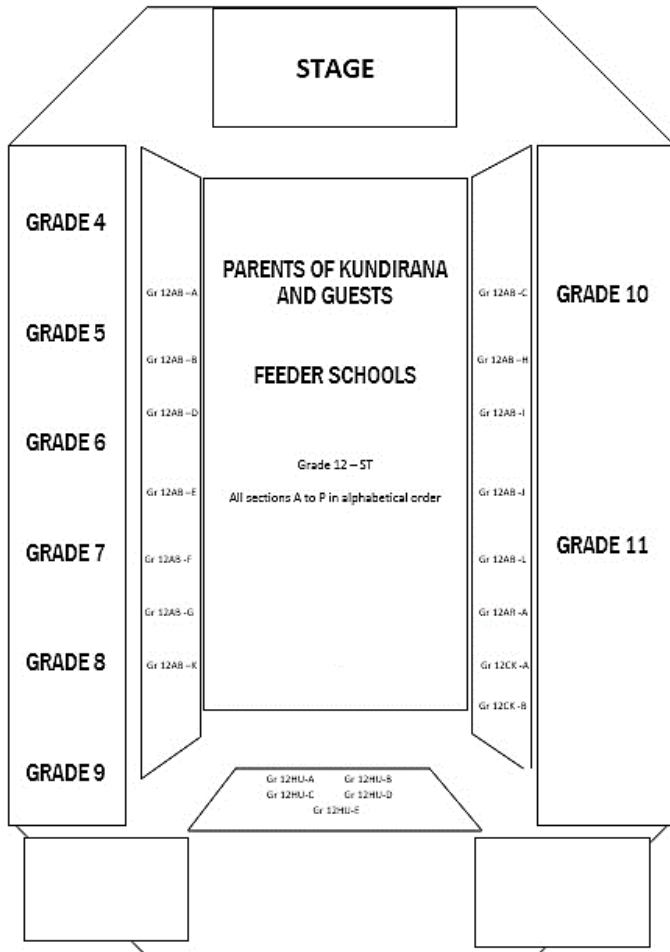 STAGE
GRADE 4
GRADE 5
GRADE 6
GRADE 7
GRADE 8
GRADE 9
Gr 12AB –A
Gr 12AB –B
Gr 12AB –D
Gr 12AB –E
Gr 12AB -F
Gr 12AB -G
Gr 12AB –K
PARENTS OF KUNDIRANA
AND GUESTS
FEEDER SCHOOLS
Grade 12 – ST
All sections A to P in alphabetical order
Gr 12AB -C
Gr 12AB –H
Gr 12AB -I
Gr 12AB -J
Gr 12AB -L
Gr 12AR -A
Gr 12CK -A
Gr 12CK -B
GRADE 10
GRADE 11
Gr 12HU-A Gr 12HU-B
Gr 12HU-C Gr 12HU-D
Gr 12HU-E